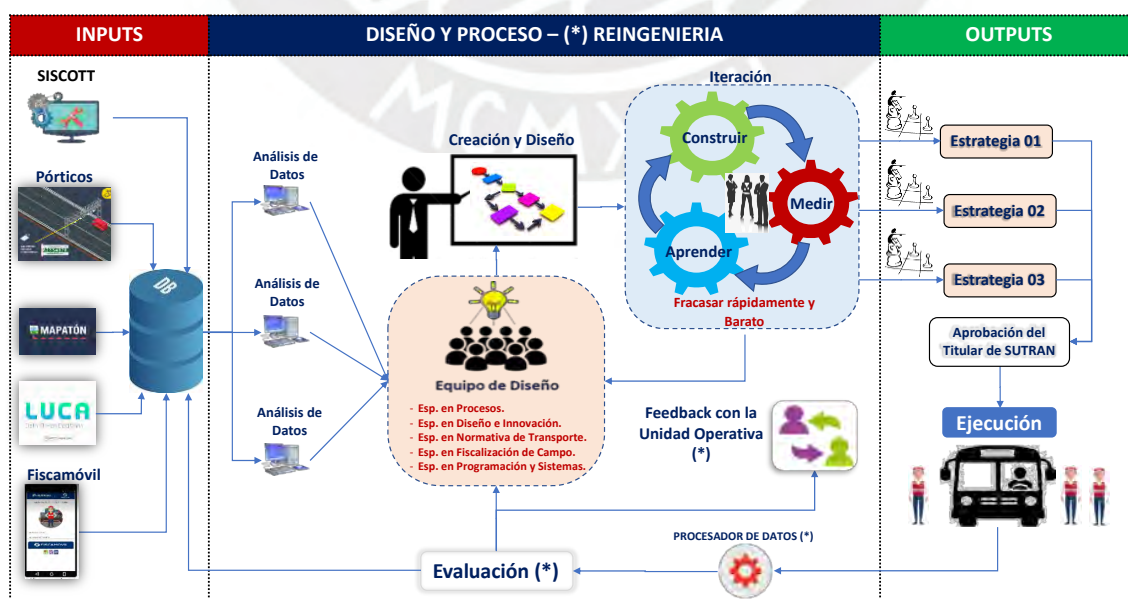 INPUTS
DISEÑO Y PROCESO – (*) REINGENIERIA
OUTPUTS
SISCOTT
Pórticos
DB
MAPATÓN
LUCA
Fiscamóvil
Análisis de
Datos
Análisis de
Datos
Análisis de
Datos
Creación y Diseño
Equipo de Diseño
- Esp. en Procesos.
- Esp. en Diseño e Innovación.
- Esp. en Normativa de Transporte.
- Esp. en Fiscalización de Campo.
- Esp. en Programación y Sistemas.
Iteración
Construir
Medir
Aprender
Fracasar rápidamente y
Barato
Feedback con la
Unidad Operativa
(*)
PROCESADOR DE DATOS (*)
Evaluación (*)
Estrategia 01
Estrategia 02
Estrategia 03
Aprobación del
Titular de SUTRAN
Ejecución